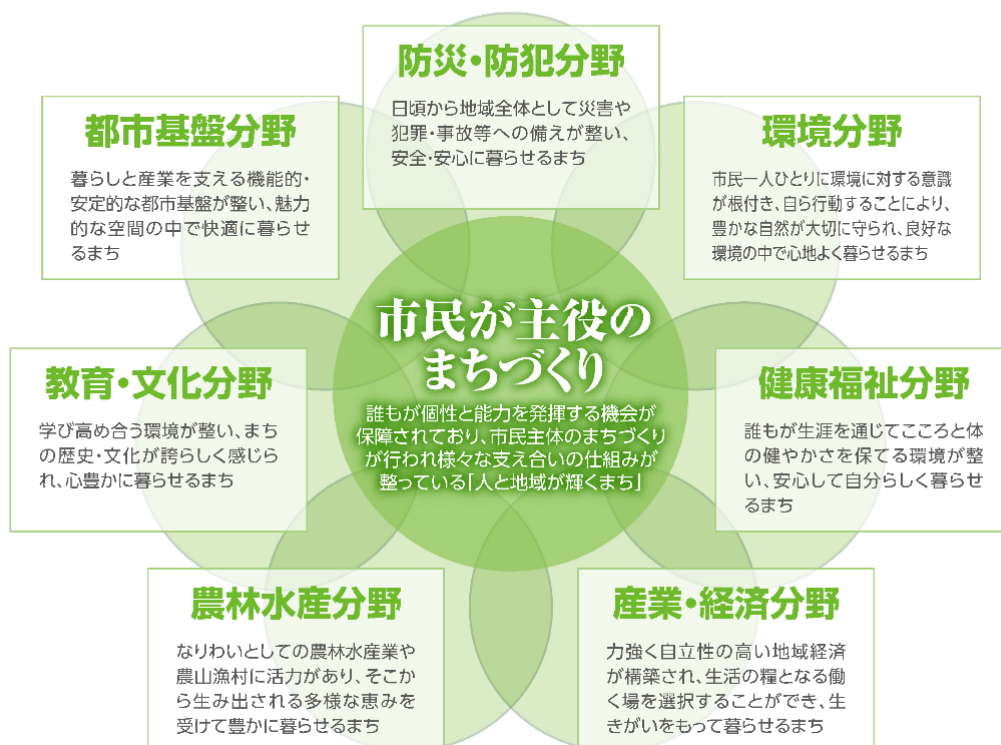 防災・防犯分野
日頃から地域全体として災害や
犯罪・事故等への備えが整い、
安全・安心に暮らせるまち
都市基盤分野
暮らしと産業を支える機能的・
安定的な都市基盤が整い、魅力
的な空間の中で快適に暮らせ
るまち
環境分野
市民一人ひとりに環境に対する意識
が根付き、自ら行動することにより、
豊かな自然が大切に守られ、良好な
環境の中で心地よく暮らせるまち
市民が主役の
まちづくり
誰もが個性と能力を発揮する機会が
保障されており、市民主体のまちづくり
が行われ様々な支え合いの仕組みが
整っている「人と地域が輝くまち」
教育・文化分野
学び高め合う環境が整い、まち
の歴史・文化が誇らしく感じら
れ、心豊かに暮らせるまち
健康福祉分野
誰もが生涯を通じてこころと体
の健やかさを保てる環境が整
い、安心して自分らしく暮らせ
るまち
農林水産分野
なりわいとしての農林水産業や
農山漁村に活力があり、そこか
ら生み出される多様な恵みを
受けて豊かに暮らせるまち
産業・経済分野
力強く自立性の高い地域経済
が構築され、生活の糧となる働
く場を選択することができ、生
きがいをもって暮らせるまち